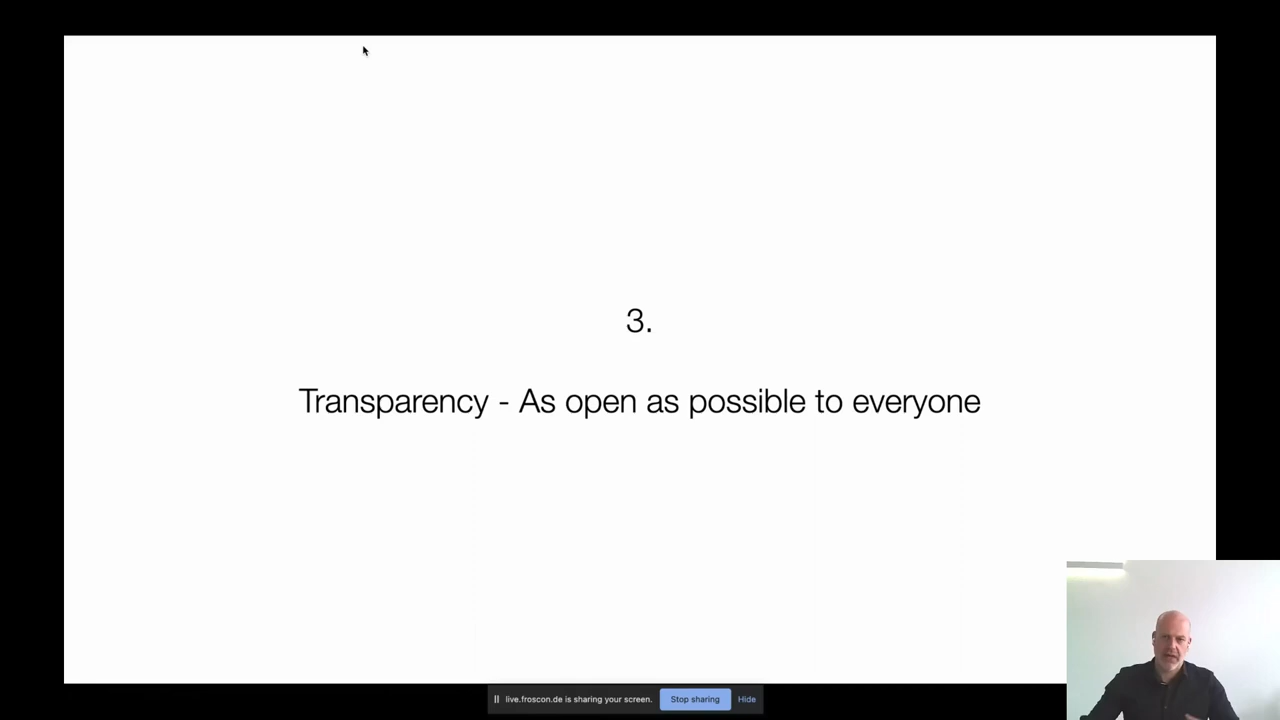 3.
Transparency - As open as possible to everyone
live.froscon.de is sharing your screen. Stop sharing Hide